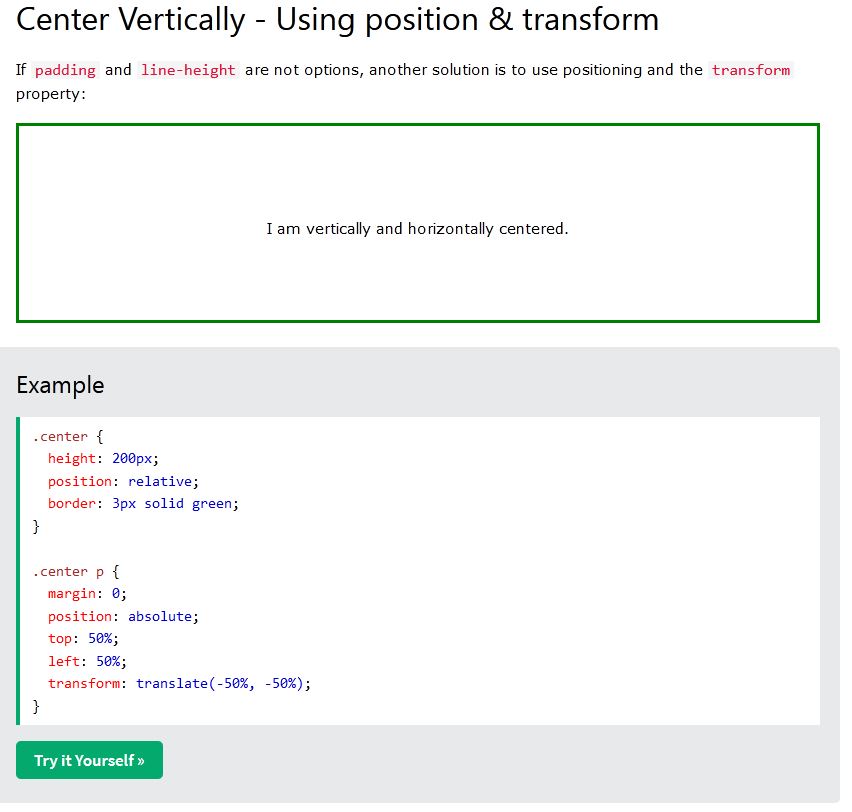 Center Vertically - Using position & transform
If padding and line-height are not options, another solution is to use positioning and the transform
property:
I am vertically and horizontally centered.
Example
.center {
  height: 200px;
  position: relative;
  border: 3px solid green;
}
.center p {
  margin: 0;
  position: absolute;
  top: 50%;
  left: 50%;
  transform: translate(-50%, -50%);
}
Try it Yourself »